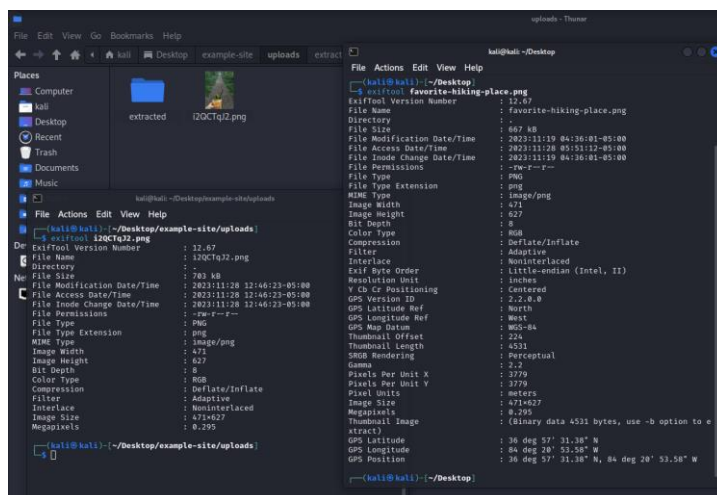 uploads - Thunar
File Edit View Go Bookmarks Help
kali Desktop example-site uploads extract
Places
Computer
kali
Desktop
Recent
Trash
Documents
Music
extracted
i2QCTqJ2.png
kali@kali: ~/Desktop/example-site/uploads
File Actions Edit View Help
(kali㉿kali)-[~/Desktop/example-site/uploads]
$ exiftool i2QCTqJ2.png
ExifTool Version Number : 12.67
File Name : i2QCTqJ2.png
Directory : .
File Size : 703 kB
File Modification Date/Time : 2023:11:28 12:46:23-05:00
File Access Date/Time : 2023:11:28 12:46:23-05:00
File Inode Change Date/Time : 2023:11:28 12:46:23-05:00
File Permissions : -rw-r--r--
File Type : PNG
File Type Extension : png
MIME Type : image/png
Image Width : 471
Image Height : 627
Bit Depth : 8
Color Type : RGB
Compression : Deflate/Inflate
Filter : Adaptive
Interlace : Noninterlaced
Image Size : 471×627
Megapixels : 0.295
(kali㉿kali)-[~/Desktop/example-site/uploads]
$
kali@kali: ~/Desktop
File Actions Edit View Help
(kali㉿kali)-[~/Desktop]
$ exiftool favorite-hiking-place.png
ExifTool Version Number : 12.67
File Name : favorite-hiking-place.png
Directory : .
File Size : 667 kB
File Modification Date/Time : 2023:11:19 04:36:01-05:00
File Access Date/Time : 2023:11:28 05:51:12-05:00
File Inode Change Date/Time : 2023:11:19 04:36:01-05:00
File Permissions : -rw-r--r--
File Type : PNG
File Type Extension : png
MIME Type : image/png
Image Width : 471
Image Height : 627
Bit Depth : 8
Color Type : RGB
Compression : Deflate/Inflate
Filter : Adaptive
Interlace : Noninterlaced
Exif Byte Order : Little-endian (Intel, II)
Resolution Unit : inches
Y Cb Cr Positioning : Centered
GPS Version ID : 2.2.0.0
GPS Latitude Ref : North
GPS Longitude Ref : West
GPS Map Datum : WGS-84
Thumbnail Offset : 224
Thumbnail Length : 4531
SRGB Rendering : Perceptual
Gamma : 2.2
Pixels Per Unit X : 3779
Pixels Per Unit Y : 3779
Pixel Units : meters
Image Size : 471×627
Megapixels : 0.295
Thumbnail Image : (Binary data 4531 bytes, use -b option to e
xtract)
GPS Latitude : 36 deg 57' 31.38" N
GPS Longitude : 84 deg 20' 53.58" W
GPS Position : 36 deg 57' 31.38" N, 84 deg 20' 53.58" W
(kali㉿kali)-[~/Desktop]